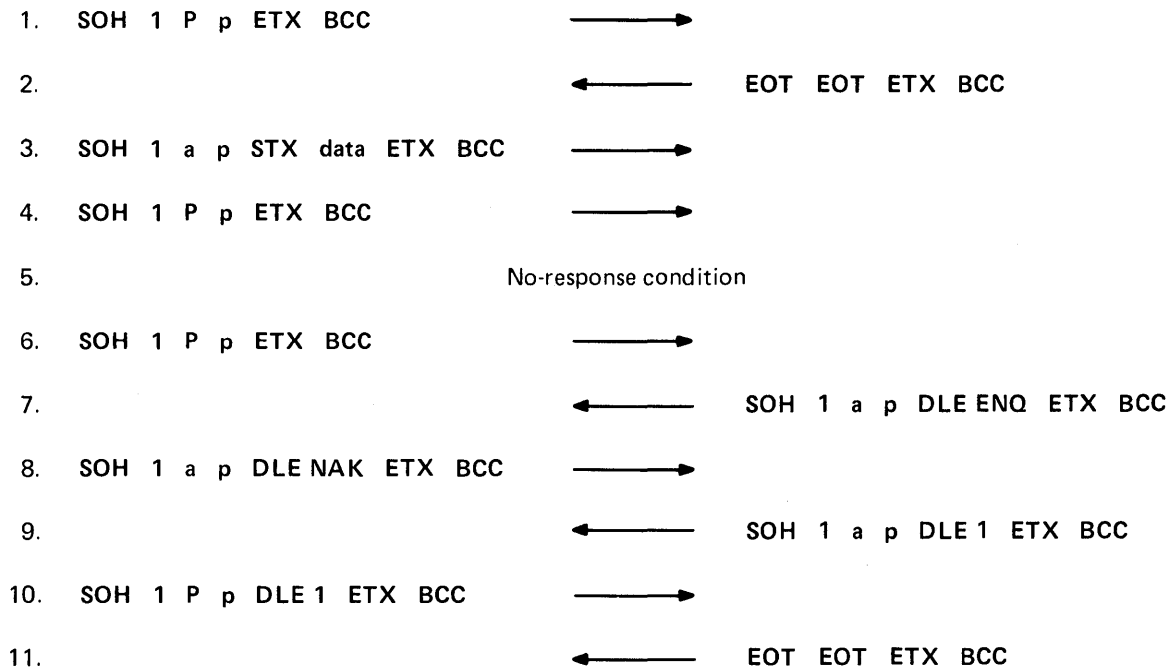 1. SOH 1 P p ETX BCC
2. EOT EOT ETX BCC
3. SOH 1 a p STX data ETX BCC
4. SOH 1 P p ETX BCC
5. No-response condition
6. SOH 1 P p ETX BCC
7. SOH 1 a p DLE ENQ ETX BCC
8. SOH 1 a p DLE NAK ETX BCC
9. SOH 1 a p DLE 1 ETX BCC
10. SOH 1 P p DLE 1 ETX BCC
11. EOT EOT ETX BCC